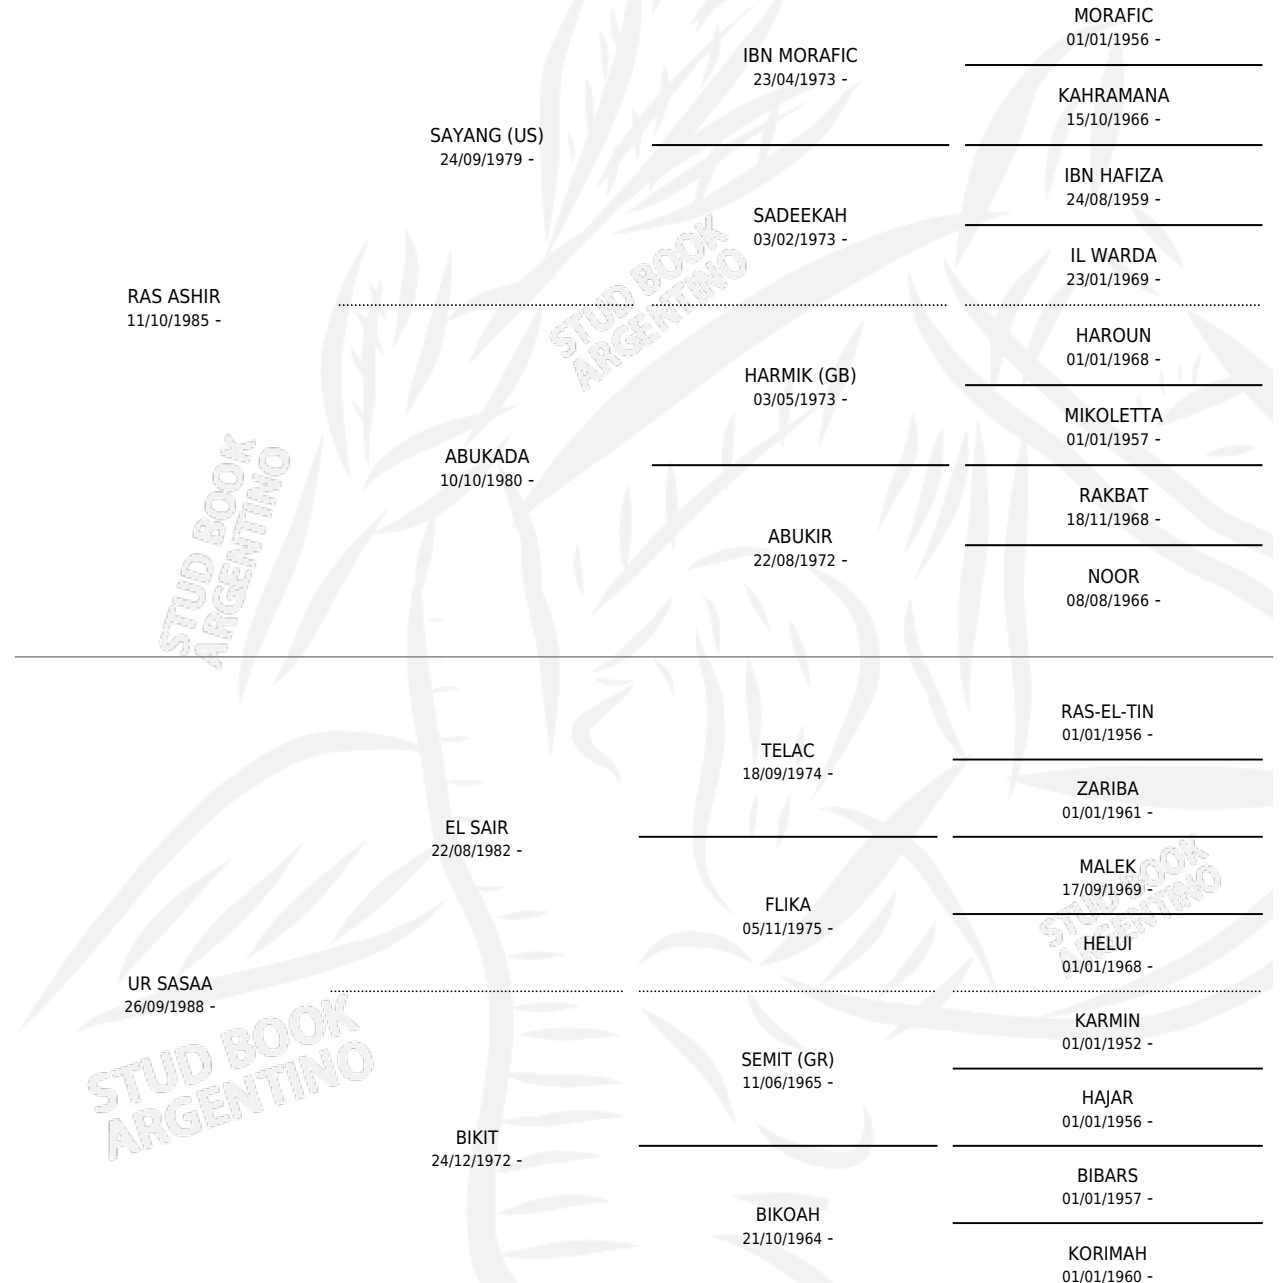 MORAFIC
01/01/1956 -
IBN MORAFIC
23/04/1973 -
KAHRAMANA
15/10/1966 -
SAYANG (US)
24/09/1979 -
IBN HAFIZA
24/08/1959 -
SADEEKAH
03/02/1973 -
IL WARDA
23/01/1969 -
RAS ASHIR
11/10/1985 -
HAROUN
01/01/1968 -
HARMIK (GB)
03/05/1973 -
MIKOLETTA
01/01/1957 -
ABUKADA
10/10/1980 -
RAKBAT
18/11/1968 -
ABUKIR
22/08/1972 -
NOOR
08/08/1966 -
STUD BOOK
ARGENTINO
STUD BOOK
ARGENTINO
RAS-EL-TIN
01/01/1956 -
TELAC
18/09/1974 -
ZARIBA
01/01/1961 -
EL SAIR
22/08/1982 -
MALEK
17/09/1969 -
FLIKA
05/11/1975 -
HELUI
01/01/1968 -
UR SASAA
26/09/1988 -
KARMIN
01/01/1952 -
SEMIT (GR)
11/06/1965 -
HAJAR
01/01/1956 -
BIKIT
24/12/1972 -
BIBARS
01/01/1957 -
BIKOAH
21/10/1964 -
KORIMAH
01/01/1960 -
STUD BOOK
ARGENTINO
STUD BOOK
ARGENTINO